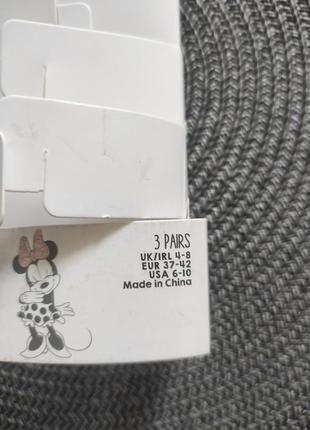 3 PAIRS
UK/IRL 4-8
EUR 37-42
USA 6-10
Made in China